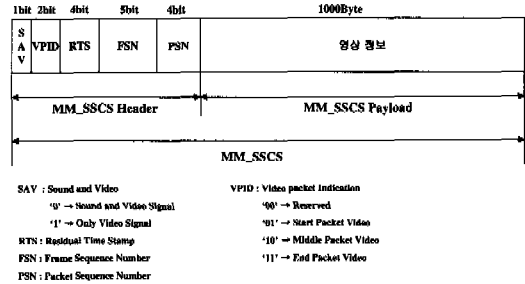 1bit 2bit 4bit 5bit 4bit 1000Byte
SAV VPID RTS FSN PSN 영상 정보
MM_SSCS Header MM_SSCS Payload
MM_SSCS
SAV : Sound and Video
'0' → Sound and Video Signal
'1' → Only Video Signal
RTN : Residual Time Stamp
FSN : Frame Sequence Number
PSN : Packet Sequence Number
VPID : Video packet Indication
'00' → Reserved
'01' → Start Packet Video
'10' → Middle Packet Video
'11' → End Packet Video